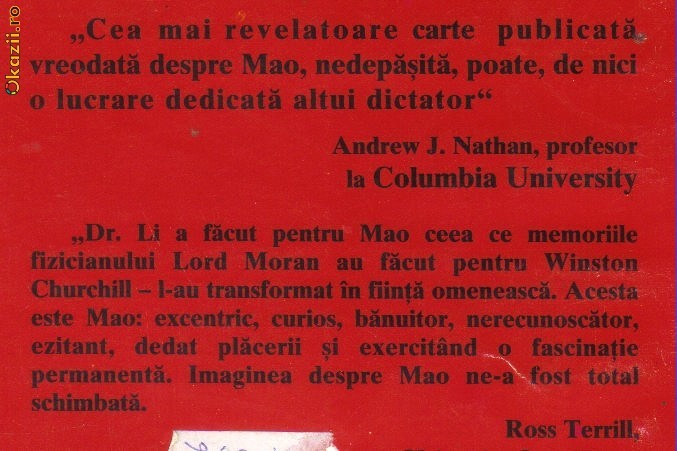 Okazii.ro
„Cea mai revelatoare carte publicată
vreodată despre Mao, nedepășită, poate, de nici
o lucrare dedicată altui dictator“
Andrew J. Nathan, profesor
la Columbia University
„Dr. Li a făcut pentru Mao ceea ce memoriile
fizicianului Lord Moran au făcut pentru Winston
Churchill – l-au transformat în ființă omenească. Acesta
este Mao: excentric, curios, bănuitor, nerecunoscător,
ezitant, dedat plăcerii și exercitând o fascinație
permanentă. Imaginea despre Mao ne-a fost total
schimbată.
Ross Terrill,